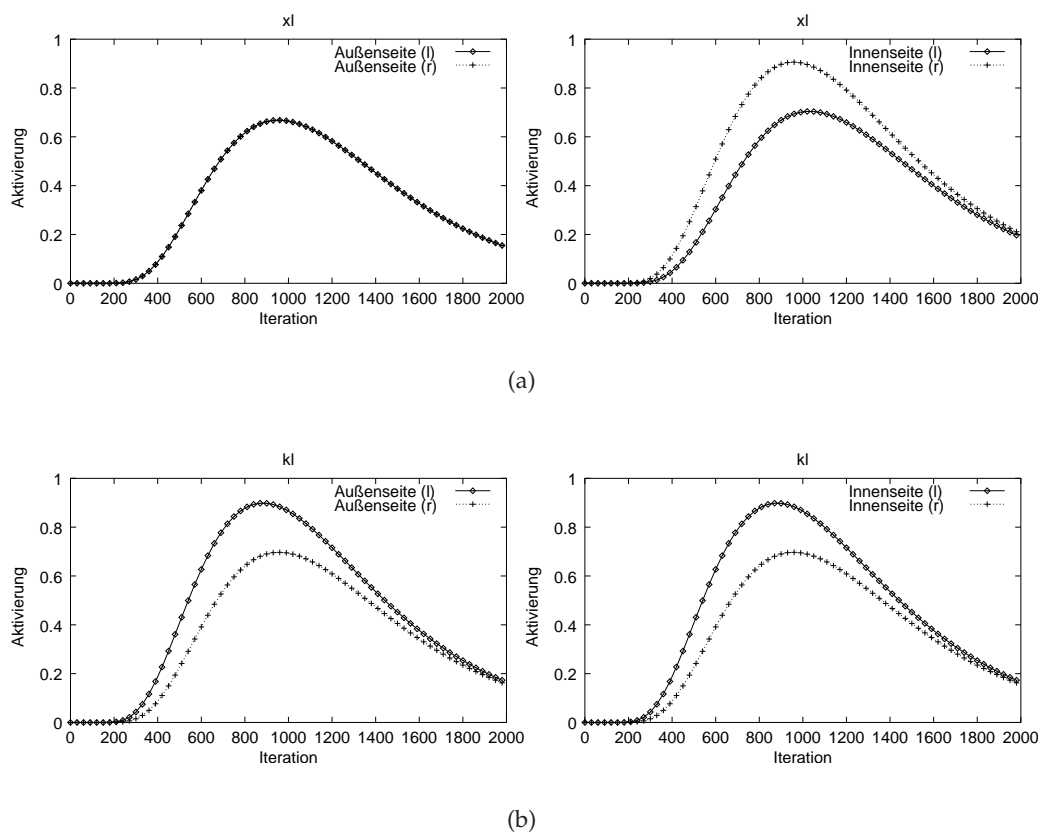 xl
Außenseite (l)
Außenseite (r)
1
0.8
0.6
0.4
0.2
0
Aktivierung
0 200 400 600 800 1000 1200 1400 1600 1800 2000
Iteration
xl
Innenseite (l)
Innenseite (r)
1
0.8
0.6
0.4
0.2
0
Aktivierung
0 200 400 600 800 1000 1200 1400 1600 1800 2000
Iteration
(a)
kl
Außenseite (l)
Außenseite (r)
1
0.8
0.6
0.4
0.2
0
Aktivierung
0 200 400 600 800 1000 1200 1400 1600 1800 2000
Iteration
kl
Innenseite (l)
Innenseite (r)
1
0.8
0.6
0.4
0.2
0
Aktivierung
0 200 400 600 800 1000 1200 1400 1600 1800 2000
Iteration
(b)